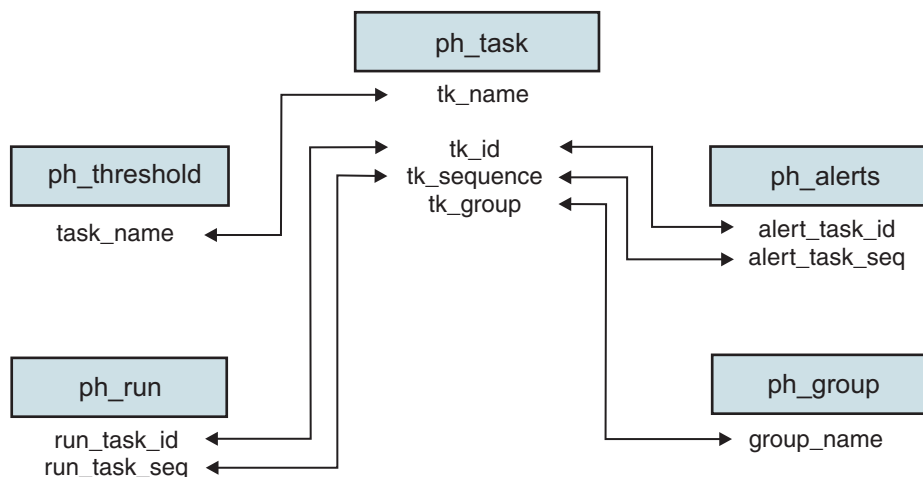 ph_task
tk_name
tk_id
tk_sequence
tk_group
ph_threshold
task_name
ph_alerts
alert_task_id
alert_task_seq
ph_run
run_task_id
run_task_seq
ph_group
group_name